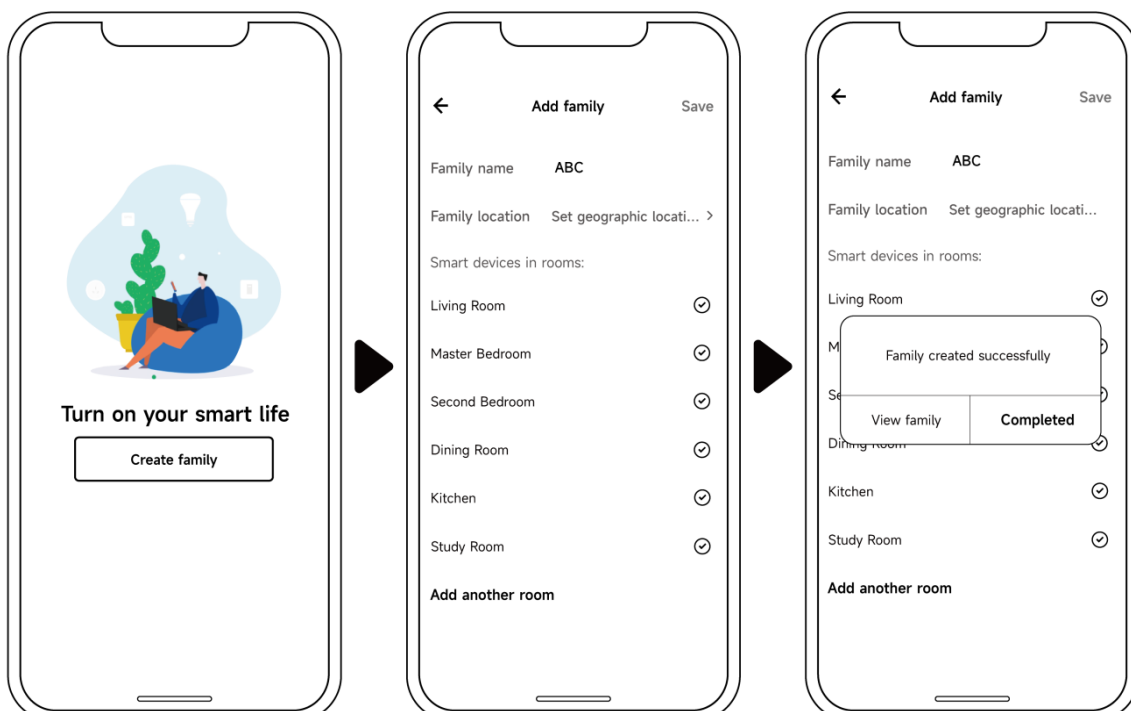 Turn on your smart life
Create family
Add family
Save
Family name
ABC
Family location
Set geographic locati...
Smart devices in rooms:
Living Room
Master Bedroom
Second Bedroom
Dining Room
Kitchen
Study Room
Add another room
Add family
Save
Family name
ABC
Family location
Set geographic locati...
Smart devices in rooms:
Living Room
M
Family created successfully
Se
View family
Completed
Dining Room
Kitchen
Study Room
Add another room